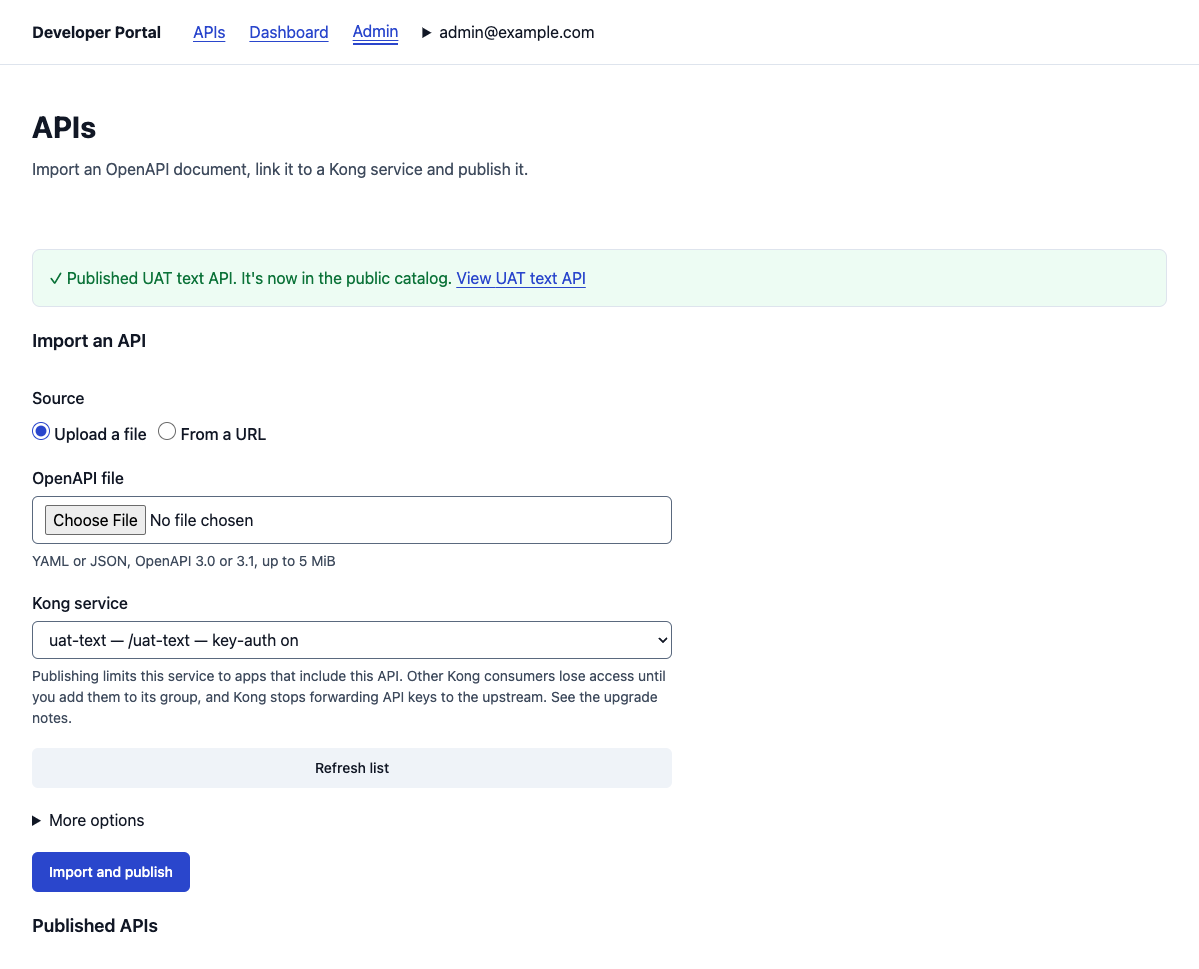 Developer Portal APIs Dashboard Admin ▶ admin@example.com
APIs
Import an OpenAPI document, link it to a Kong service and publish it.
✓ Published UAT text API. It's now in the public catalog. View UAT text API
Import an API
Source
Upload a file From a URL
OpenAPI file
Choose File No file chosen
YAML or JSON, OpenAPI 3.0 or 3.1, up to 5 MiB
Kong service
uat-text — /uat-text — key-auth on
Publishing limits this service to apps that include this API. Other Kong consumers lose access until
you add them to its group, and Kong stops forwarding API keys to the upstream. See the upgrade
notes.
Refresh list
▶ More options
Import and publish
Published APIs